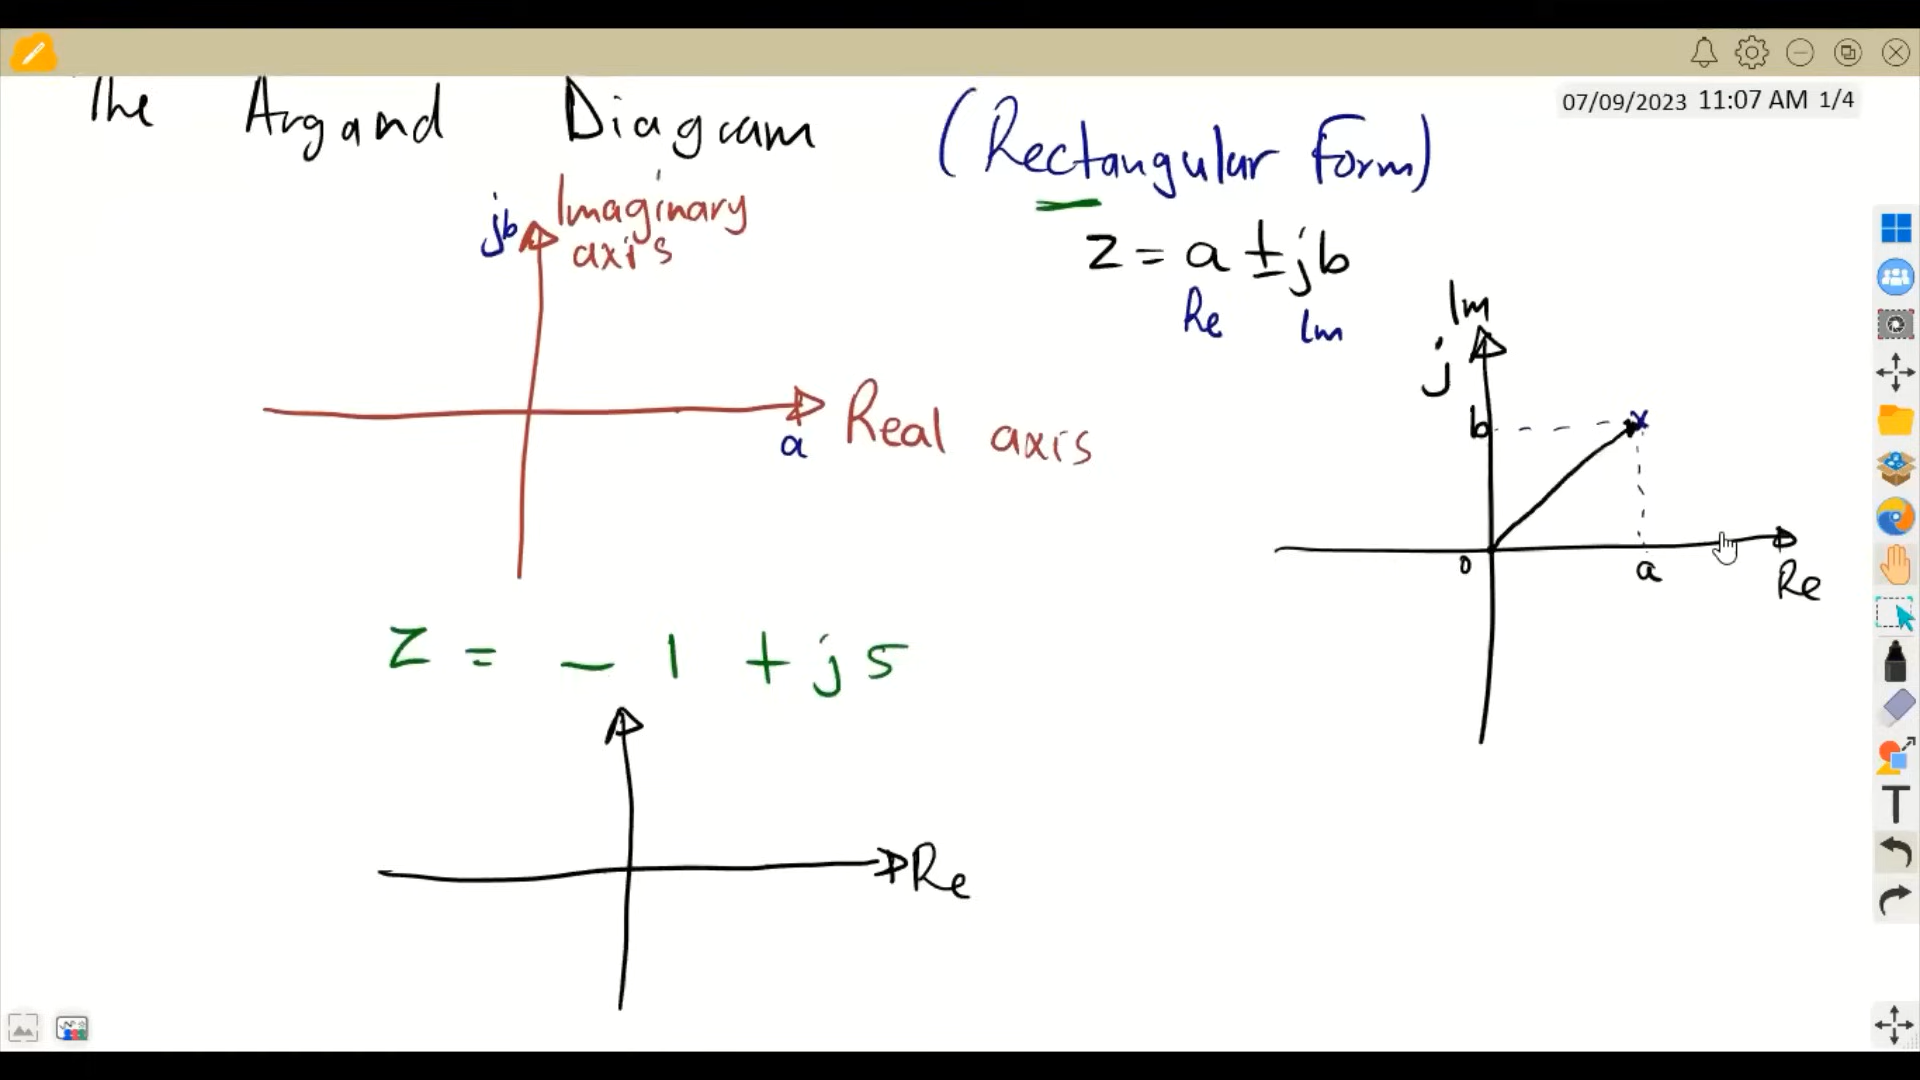 07/09/2023 11:07 AM 1/4
The Argand Diagram (Rectangular Form)
jb Imaginary axis
Z = a ± jb
Re Im
Im
j
b
x
a Real axis
0 a Re
Z = - 1 + j 5
Re
T